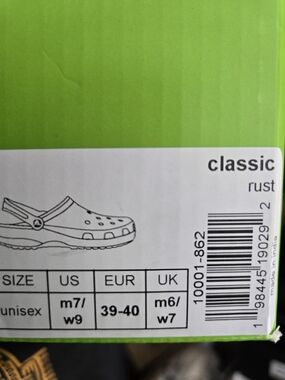 classic
rust
10001-862
1 98445 19029 2
made in india
SIZE US EUR UK
unisex m7/ w9 39-40 m6/ w7